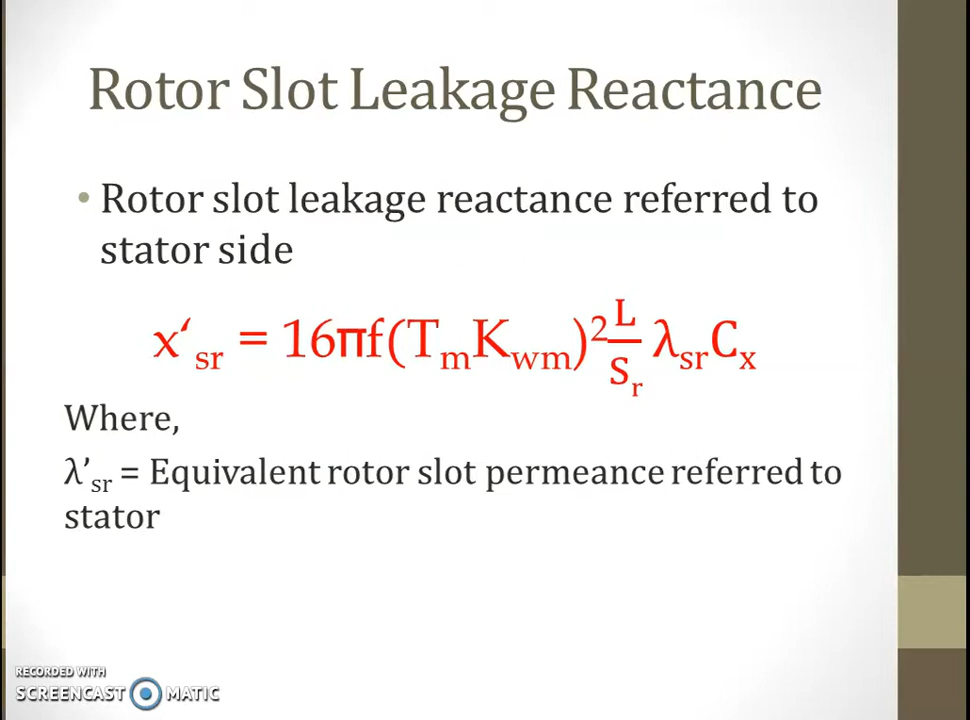 Rotor Slot Leakage Reactance
• Rotor slot leakage reactance referred to
stator side
x‘sr = 16πf(TmKwm)² L/Sr λsrCx
Where,
λ’sr = Equivalent rotor slot permeance referred to
stator
RECORDED WITH
SCREENCAST MATIC